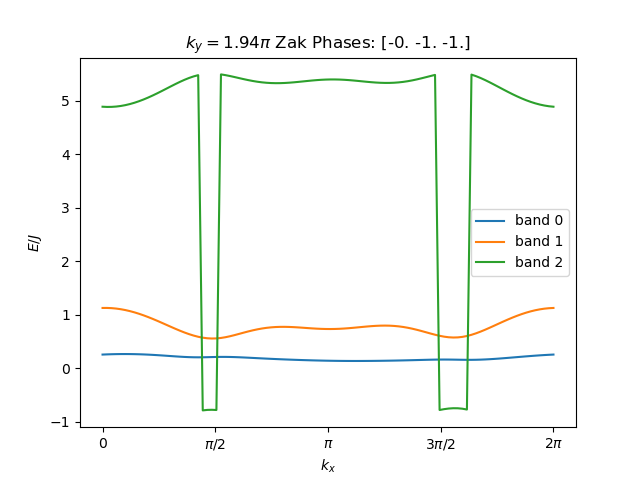 k_y = 1.94π Zak Phases: [-0. -1. -1.]
5
4
3
2
1
0
−1
E/J
band 0
band 1
band 2
0
π/2
π
3π/2
2π
k_x